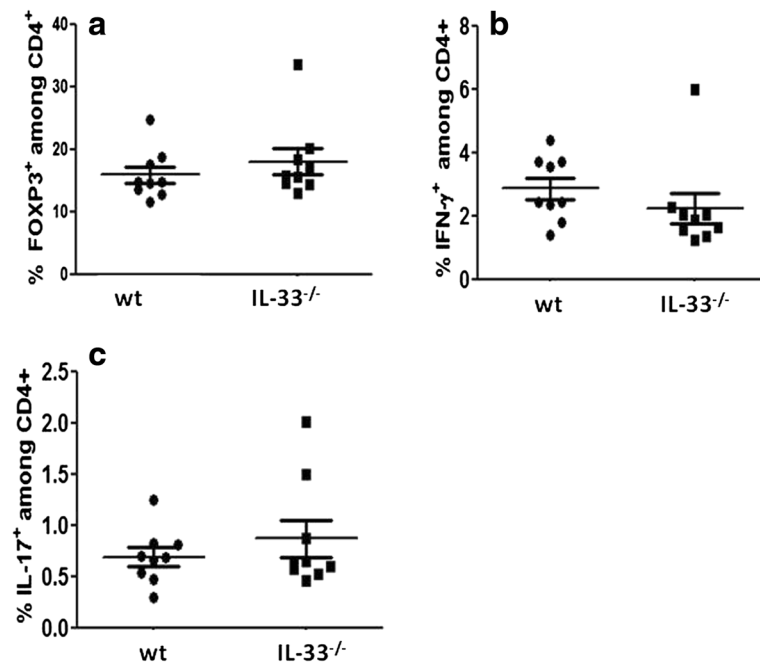 a
% FOXP3⁺ among CD4⁺
40
30
20
10
0
wt
IL-33⁻/⁻
b
% IFN-γ⁺ among CD4+
8
6
4
2
0
wt
IL-33⁻/⁻
c
% IL-17⁺ among CD4+
2.5
2.0
1.5
1.0
0.5
0.0
wt
IL-33⁻/⁻